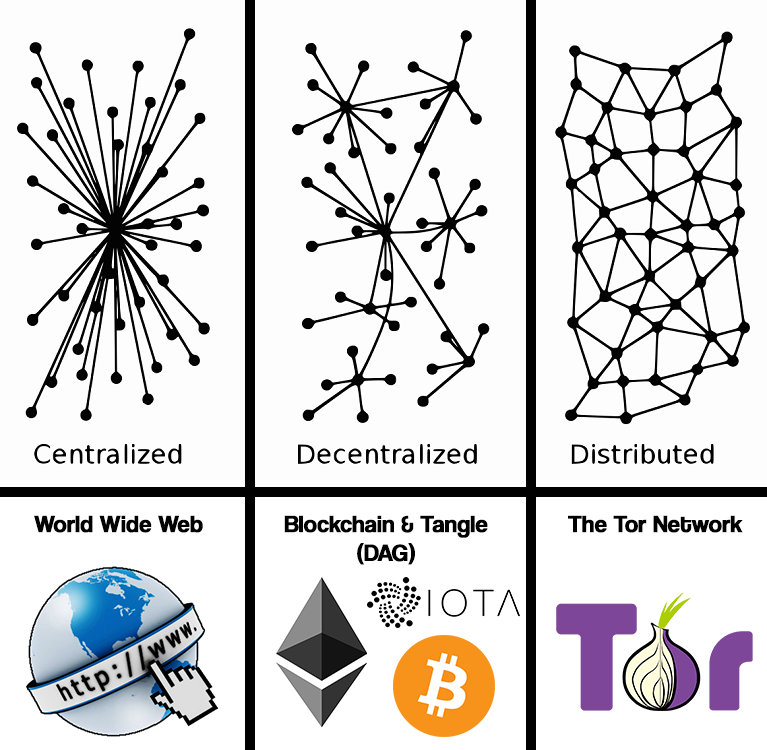 Centralized
Decentralized
Distributed
World Wide Web
Blockchain & Tangle
(DAG)
The Tor Network
http://www.
IOTA
Tor